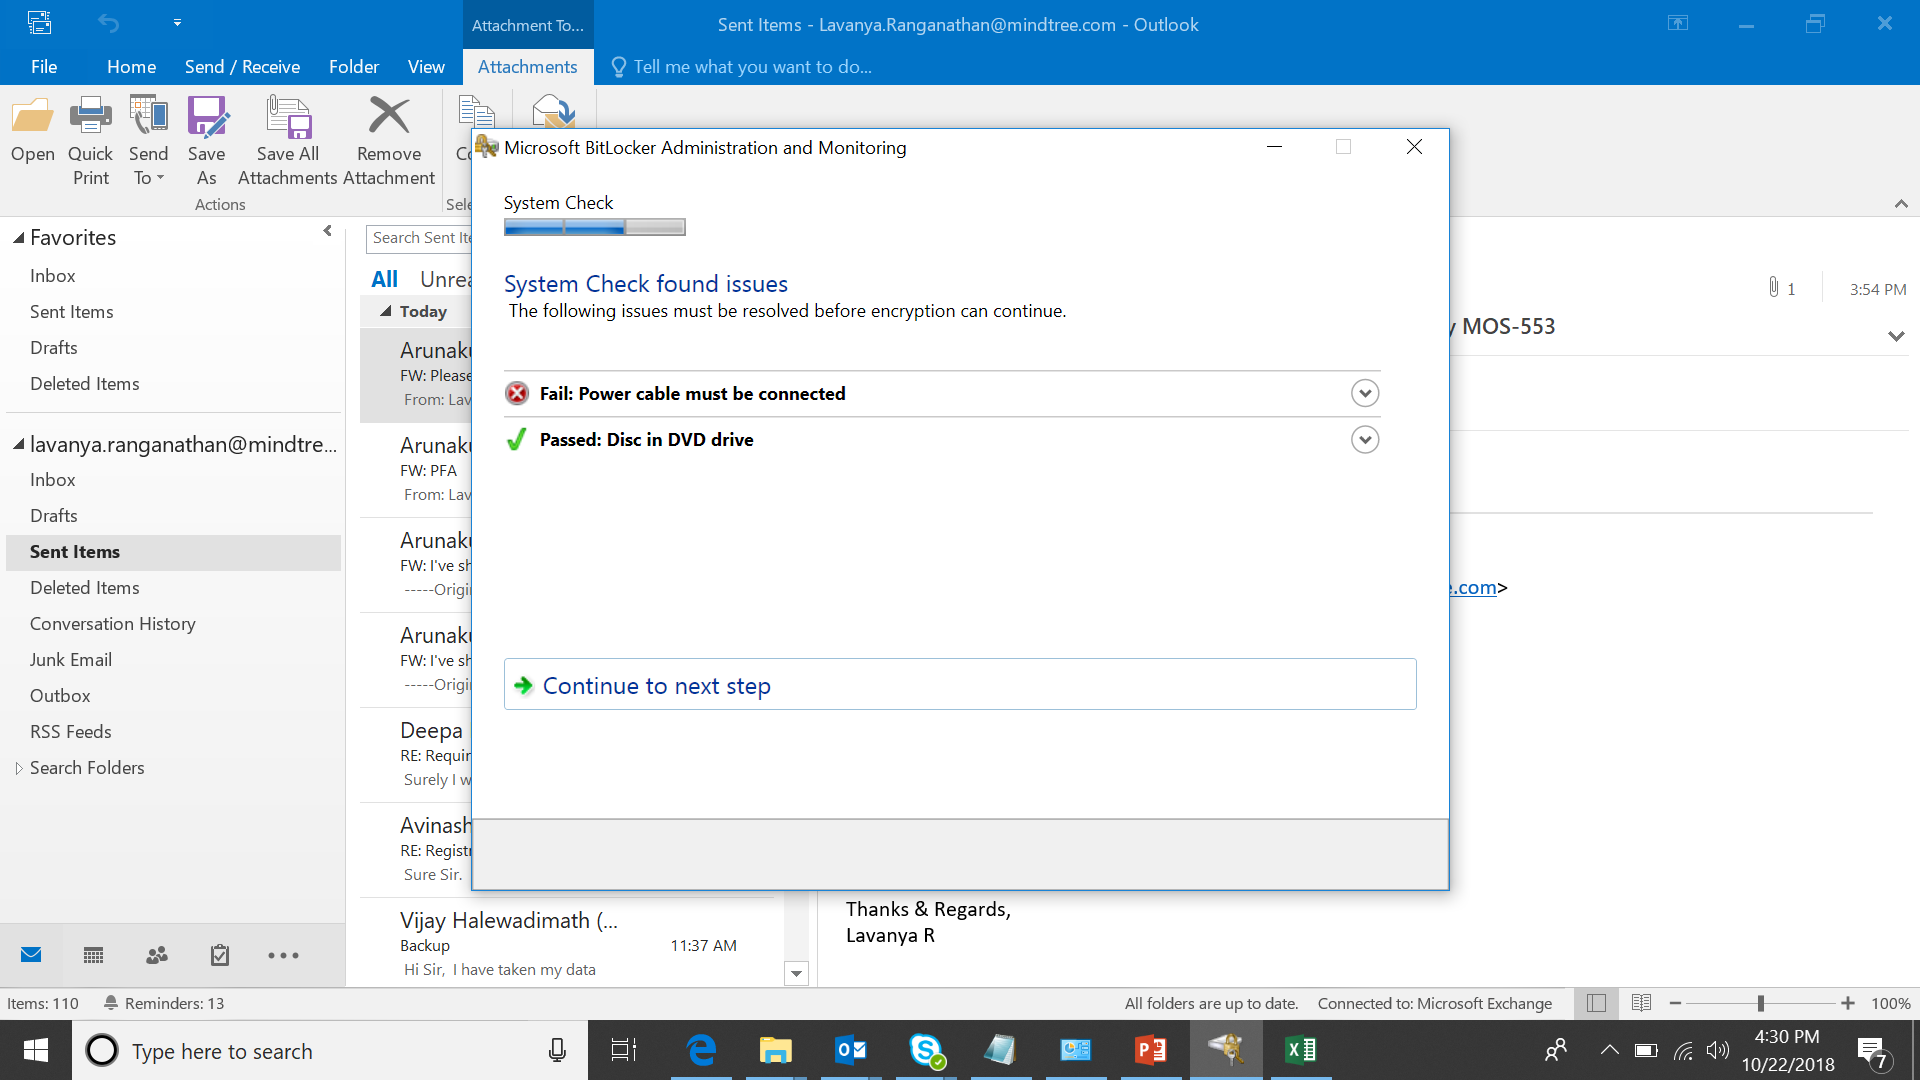 Attachment To...
Sent Items - Lavanya.Ranganathan@mindtree.com - Outlook
File
Home
Send / Receive
Folder
View
Attachments
Tell me what you want to do...
Open
Quick
Print
Send
To
Save
As
Save All
Attachments
Remove
Attachment
Actions
Favorites
Inbox
Sent Items
Drafts
Deleted Items
lavanya.ranganathan@mindtre...
Inbox
Drafts
Sent Items
Deleted Items
Conversation History
Junk Email
Outbox
RSS Feeds
Search Folders
Search Sent Ite
All
Unrea
Today
Arunaku
FW: Please
From: Lav
Arunaku
FW: PFA
From: Lav
Arunaku
FW: I've sh
-----Origi
Arunaku
FW: I've sh
-----Origi
Deepa
RE: Requir
Surely I w
Avinash
RE: Registr
Sure Sir.
Vijay Halewadimath (...
Backup
11:37 AM
Hi Sir, I have taken my data
Microsoft BitLocker Administration and Monitoring
System Check
System Check found issues
The following issues must be resolved before encryption can continue.
Fail: Power cable must be connected
Passed: Disc in DVD drive
Continue to next step
1
3:54 PM
y MOS-553
e.com>
Thanks & Regards,
Lavanya R
Items: 110
Reminders: 13
All folders are up to date.
Connected to: Microsoft Exchange
100%
Type here to search
4:30 PM
10/22/2018
7